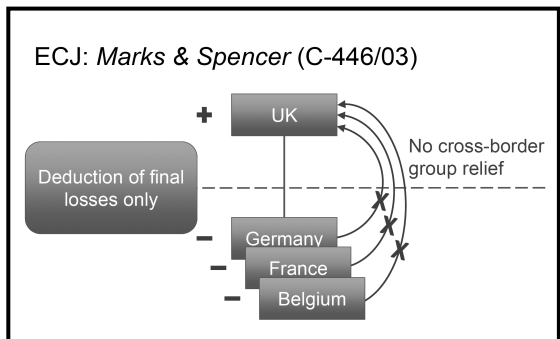 ECJ: Marks & Spencer (C-446/03)
+
UK
No cross-border
group relief
Deduction of final
losses only
X
X
X
– Germany
– France
– Belgium